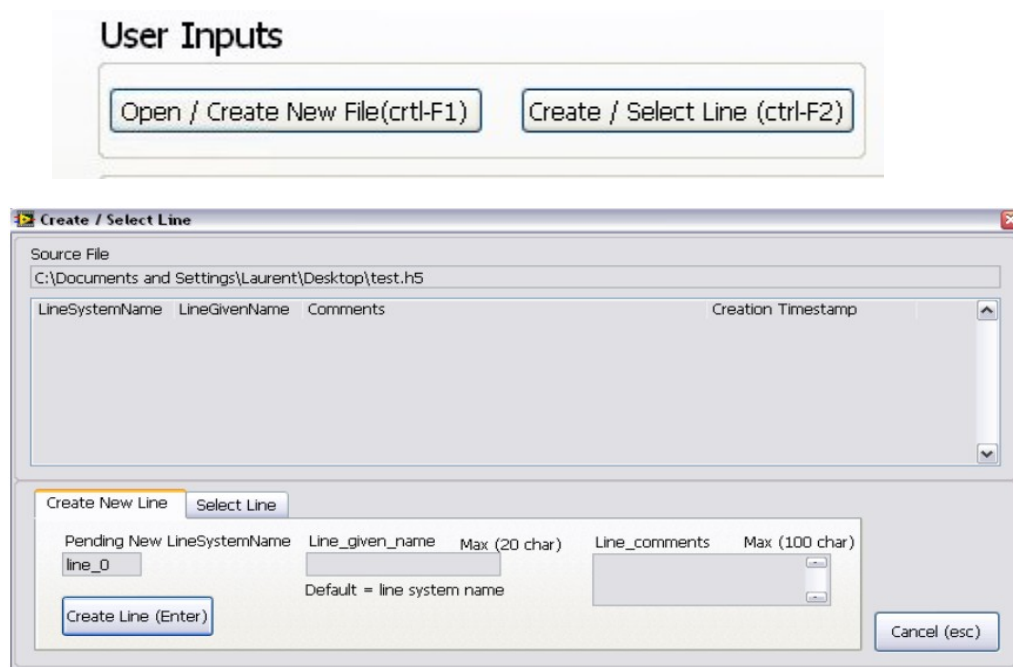 User Inputs
Open / Create New File(crtl-F1) Create / Select Line (ctrl-F2)
Create / Select Line
Source File
C:\Documents and Settings\Laurent\Desktop\test.h5
LineSystemName LineGivenName Comments Creation Timestamp
Create New Line Select Line
Pending New LineSystemName Line_given_name Max (20 char) Line_comments Max (100 char)
line_0
Default = line system name
Create Line (Enter)
Cancel (esc)